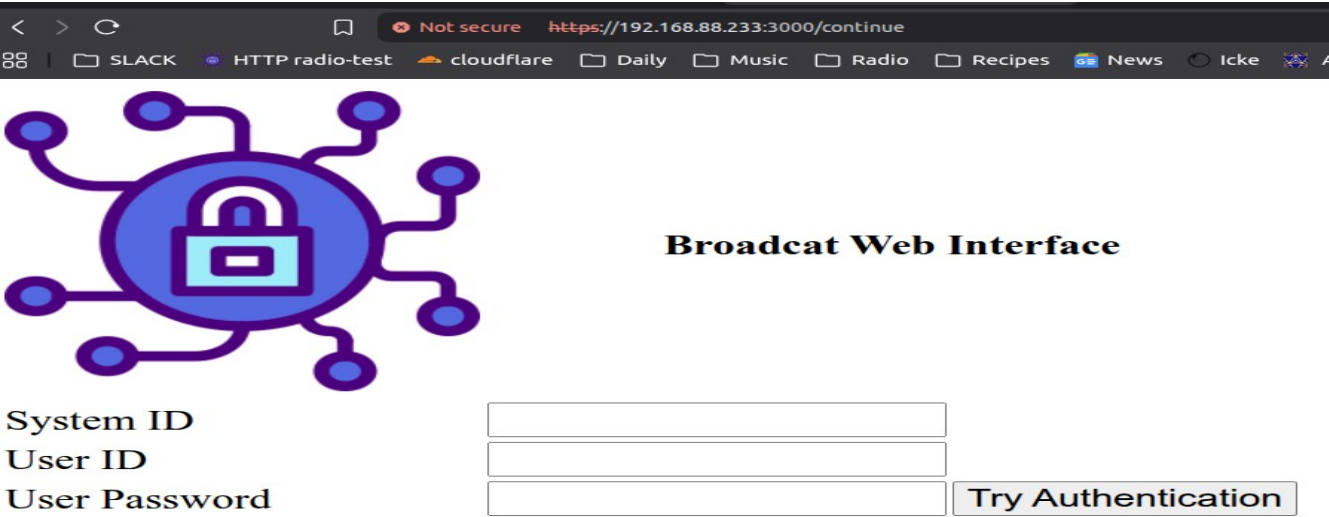 Not secure https://192.168.88.233:3000/continue
SLACK HTTP radio-test cloudflare Daily Music Radio Recipes GE News Icke A
Broadcat Web Interface
System ID
User ID
User Password Try Authentication